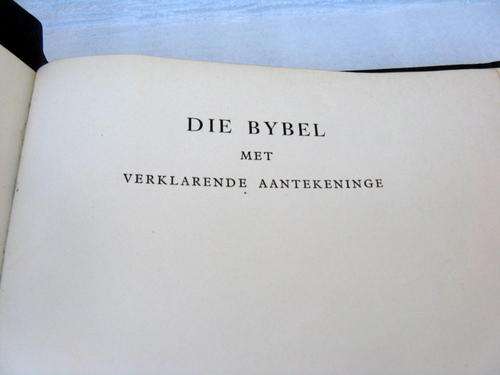 DIE BYBEL
MET
VERKLARENDE AANTEKENINGE